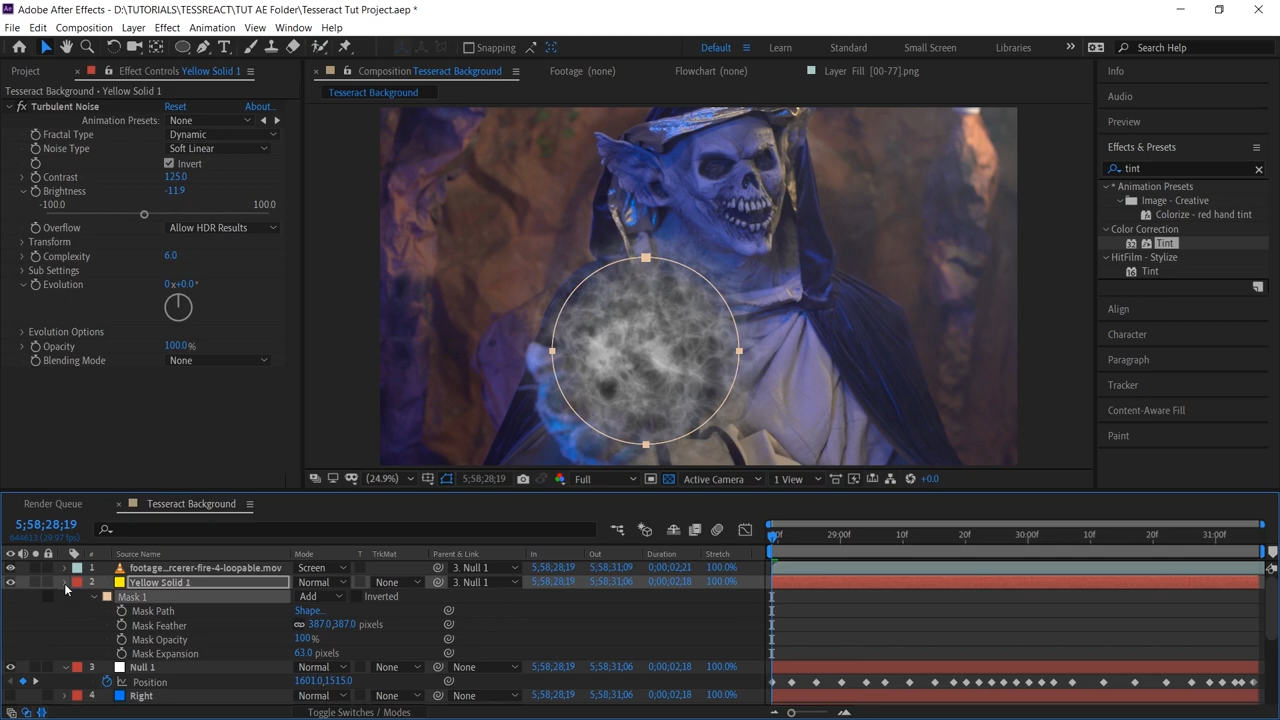 Ae Adobe After Effects - D:\TUTORIALS\TESSREACT\TUT AE Folder\Tesseract Tut Project.aep *
File Edit Composition Layer Effect Animation View Window Help
T Snapping Default Learn Standard Small Screen Libraries Search Help
Project Effect Controls Yellow Solid 1
Tesseract Background • Yellow Solid 1
fx Turbulent Noise Reset About...
Animation Presets: None
Fractal Type Dynamic
Noise Type Soft Linear
Invert
Contrast 125.0
Brightness -11.9
-100.0 100.0
Overflow Allow HDR Results
Transform
Complexity 6.0
Sub Settings
Evolution 0x+0.0°
Evolution Options
Opacity 100.0%
Blending Mode None
Composition Tesseract Background Footage (none) Flowchart (none) Layer Fill [00-77].png
Tesseract Background
(24.9%) 5;58;28;19 Full Active Camera 1 View +0.0
Info
Audio
Preview
Effects & Presets
tint
* Animation Presets
Image - Creative
Colorize - red hand tint
Color Correction
Tint
HitFilm - Stylize
Tint
Align
Character
Paragraph
Tracker
Content-Aware Fill
Paint
Render Queue Tesseract Background
5;58;28;19
644613 (29.97 fps)
# Source Name Mode T TrkMat Parent & Link In Out Duration Stretch
29:00f 10f 20f 30:00f 10f 20f 31:00f
1 footage...rcerer-fire-4-loopable.mov Screen 3. Null 1 5;58;28;19 5;58;31;09 0;00;02;21 100.0%
2 Yellow Solid 1 Normal None 3. Null 1 5;58;28;19 5;58;31;06 0;00;02;18 100.0%
Mask 1 Add Inverted
Mask Path Shape...
Mask Feather 387.0,387.0 pixels
Mask Opacity 100%
Mask Expansion 63.0 pixels
3 Null 1 Normal None None 5;58;28;19 5;58;31;06 0;00;02;18 100.0%
Position 1601.0,1515.0
4 Right Normal None None 5;58;28;19 5;58;31;06 0;00;02;18 100.0%
Toggle Switches / Modes